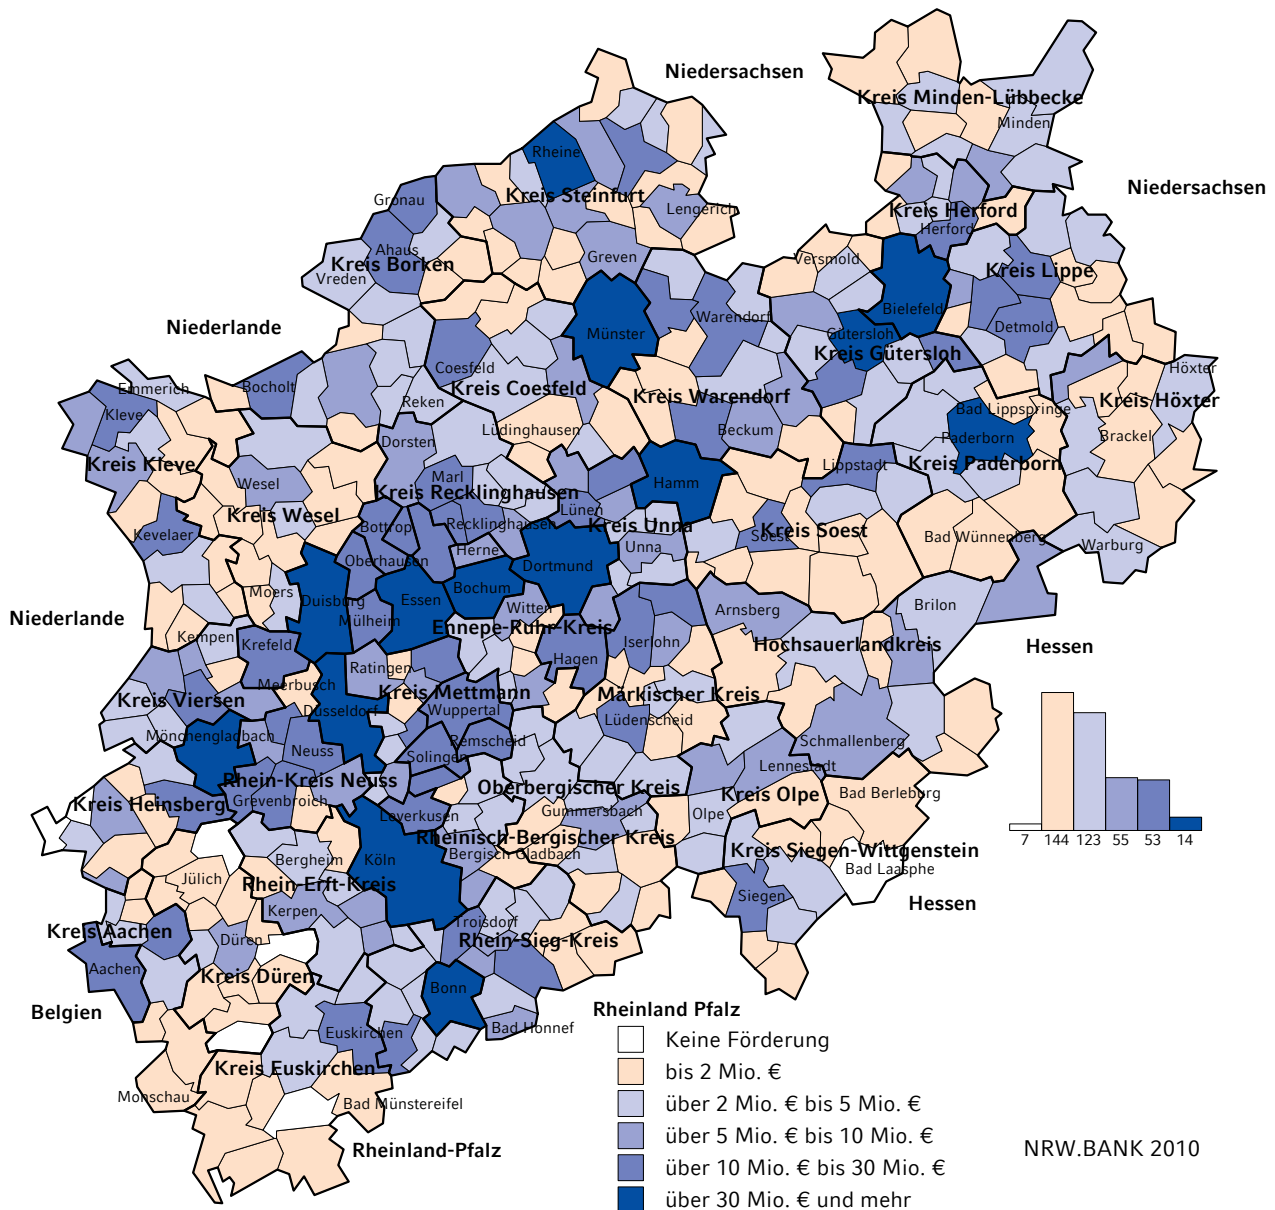 Niedersachsen
Kreis Minden-Lübbecke
Minden
Rheine
Niedersachsen
Kreis Steinfurt
Gronau
Lengerich
Kreis Herford
Herford
Ahaus
Greven
Versmold
Kreis Borken
Kreis Lippe
Vreden
Bielefeld
Warendorf
Niederlande
Münster
Gütersloh
Detmold
Kreis Gütersloh
Coesfeld
Höxter
Emmerich
Bocholt
Kreis Coesfeld
Kreis Warendorf
Reken
Kreis Höxter
Bad Lippspringe
Kleve
Lüdinghausen
Beckum
Brackel
Paderborn
Dorsten
Kreis Kleve
Lippstadt
Kreis Paderborn
Marl
Wesel
Hamm
Kreis Recklinghausen
Lünen
Kreis Wesel
Bottrop
Recklinghausen
Kreis Unna
Kreis Soest
Kevelaer
Soest
Bad Wünnenberg
Herne
Unna
Warburg
Oberhausen
Dortmund
Moers
Bochum
Duisburg
Essen
Brilon
Niederlande
Mülheim
Witten
Arnsberg
Ennepe-Ruhr-Kreis
Kempen
Krefeld
Iserlohn
Hochsauerlandkreis
Hessen
Hagen
Ratingen
Meerbusch
Kreis Mettmann
Märkischer Kreis
Kreis Viersen
Düsseldorf
Wuppertal
Lüdenscheid
Mönchengladbach
Remscheid
Schmallenberg
Neuss
Solingen
Lennestadt
Rhein-Kreis Neuss
Oberbergischer Kreis
Kreis Olpe
Bad Berleburg
Kreis Heinsberg
Grevenbroich
Leverkusen
Gummersbach
Olpe
Rheinisch-Bergischer Kreis
Bergisch Gladbach
Kreis Siegen-Wittgenstein
Bergheim
Köln
Bad Laasphe
Jülich
Rhein-Erft-Kreis
Siegen
Hessen
Kerpen
Troisdorf
Kreis Aachen
Düren
Rhein-Sieg-Kreis
Aachen
Kreis Düren
Bonn
Belgien
Rheinland Pfalz
Euskirchen
Bad Honnef
Kreis Euskirchen
Monschau
Bad Münstereifel
Rheinland-Pfalz
7 144 123 55 53 14
Keine Förderung
bis 2 Mio. €
über 2 Mio. € bis 5 Mio. €
über 5 Mio. € bis 10 Mio. €
über 10 Mio. € bis 30 Mio. €
über 30 Mio. € und mehr
NRW.BANK 2010